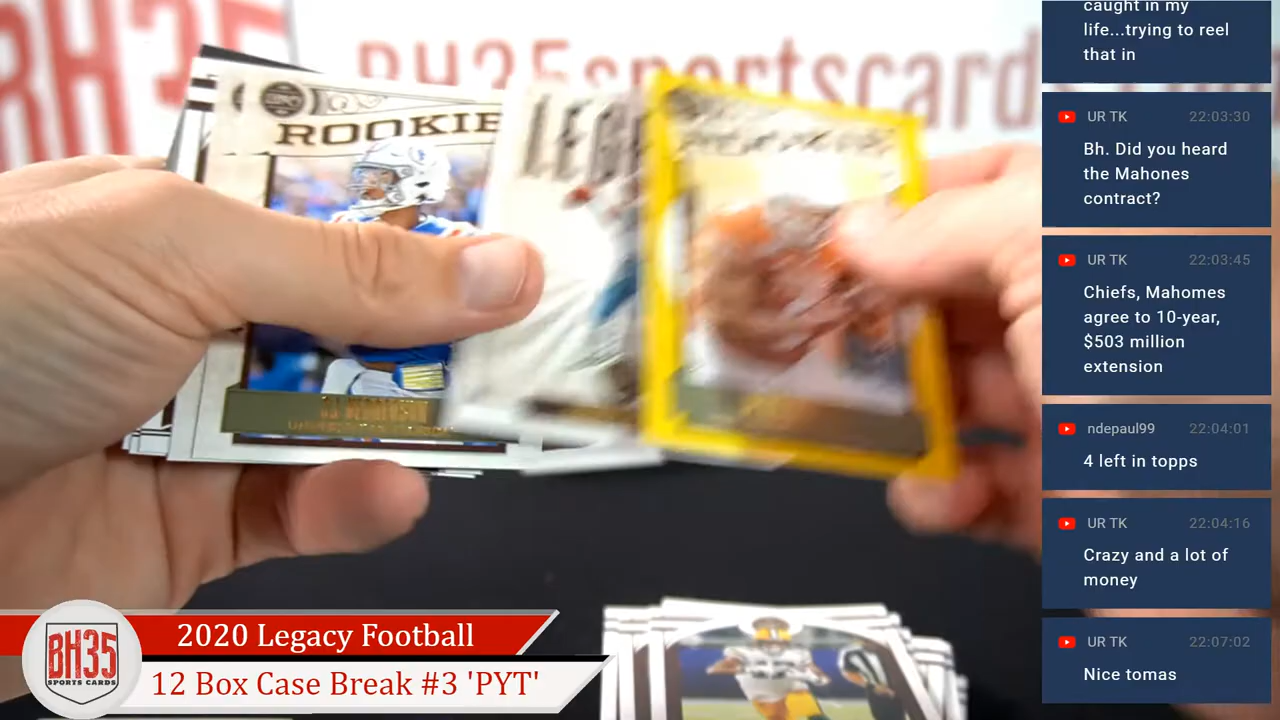 BH35
BH35sportscard
ROOKIE
LEG
caught in my
life...trying to reel
that in
UR TK 22:03:30
Bh. Did you heard
the Mahones
contract?
UR TK 22:03:45
Chiefs, Mahomes
agree to 10-year,
$503 million
extension
ndepaul99 22:04:01
4 left in topps
UR TK 22:04:16
Crazy and a lot of
money
UR TK 22:07:02
Nice tomas
BH35
SPORTS CARDS
2020 Legacy Football
12 Box Case Break #3 'PYT'